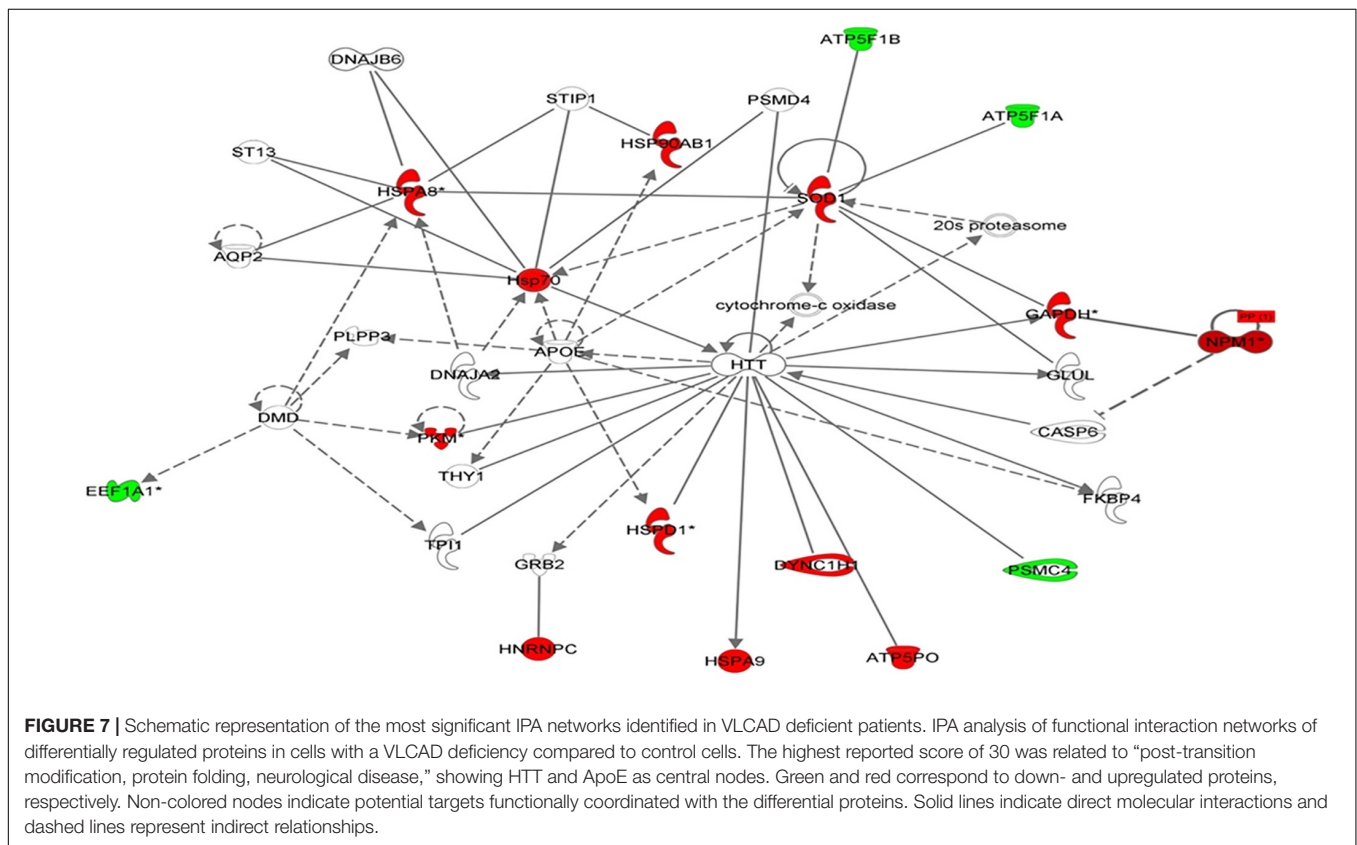 ATP5F1B
DNAJB6
STIP1
PSMD4
ATP5F1A
HSP90AB1
ST13
HSPA8*
SOD1
20s proteasome
AQP2
Hsp70
cytochrome-c oxidase
GAPDH*
PP (1)
NPM1*
PLPP3
APOE
HTT
DNAJA2
GLUL
DMD
PKM*
CASP6
THY1
EEF1A1*
FKBP4
HSPD1*
TPI1
GRB2
DYNC1H1
PSMC4
HNRNPC
HSPA9
ATP5PO
FIGURE 7 | Schematic representation of the most significant IPA networks identified in VLCAD deficient patients. IPA analysis of functional interaction networks of
differentially regulated proteins in cells with a VLCAD deficiency compared to control cells. The highest reported score of 30 was related to “post-transition
modification, protein folding, neurological disease,” showing HTT and ApoE as central nodes. Green and red correspond to down- and upregulated proteins,
respectively. Non-colored nodes indicate potential targets functionally coordinated with the differential proteins. Solid lines indicate direct molecular interactions and
dashed lines represent indirect relationships.